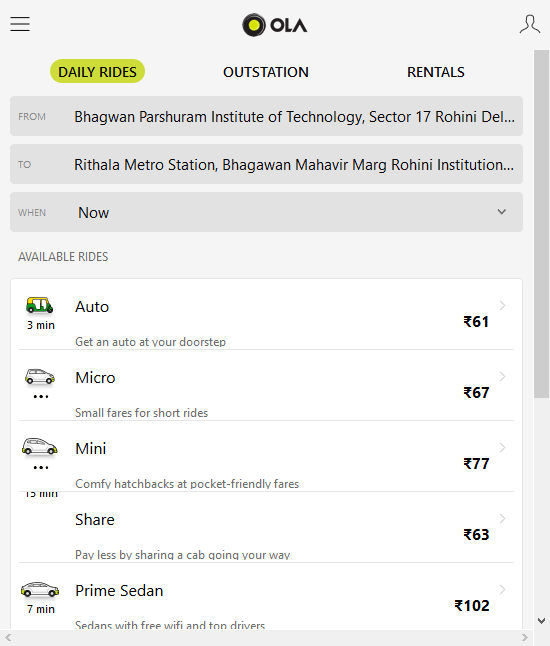 OLA
DAILY RIDES OUTSTATION RENTALS
FROM Bhagwan Parshuram Institute of Technology, Sector 17 Rohini Del...
TO Rithala Metro Station, Bhagawan Mahavir Marg Rohini Institution...
WHEN Now
AVAILABLE RIDES
Auto
₹61
3 min
Get an auto at your doorstep
Micro
₹67
...
Small fares for short rides
Mini
₹77
...
Comfy hatchbacks at pocket-friendly fares
Share
₹63
Pay less by sharing a cab going your way
Prime Sedan
₹102
7 min
Sedans with free wifi and top drivers